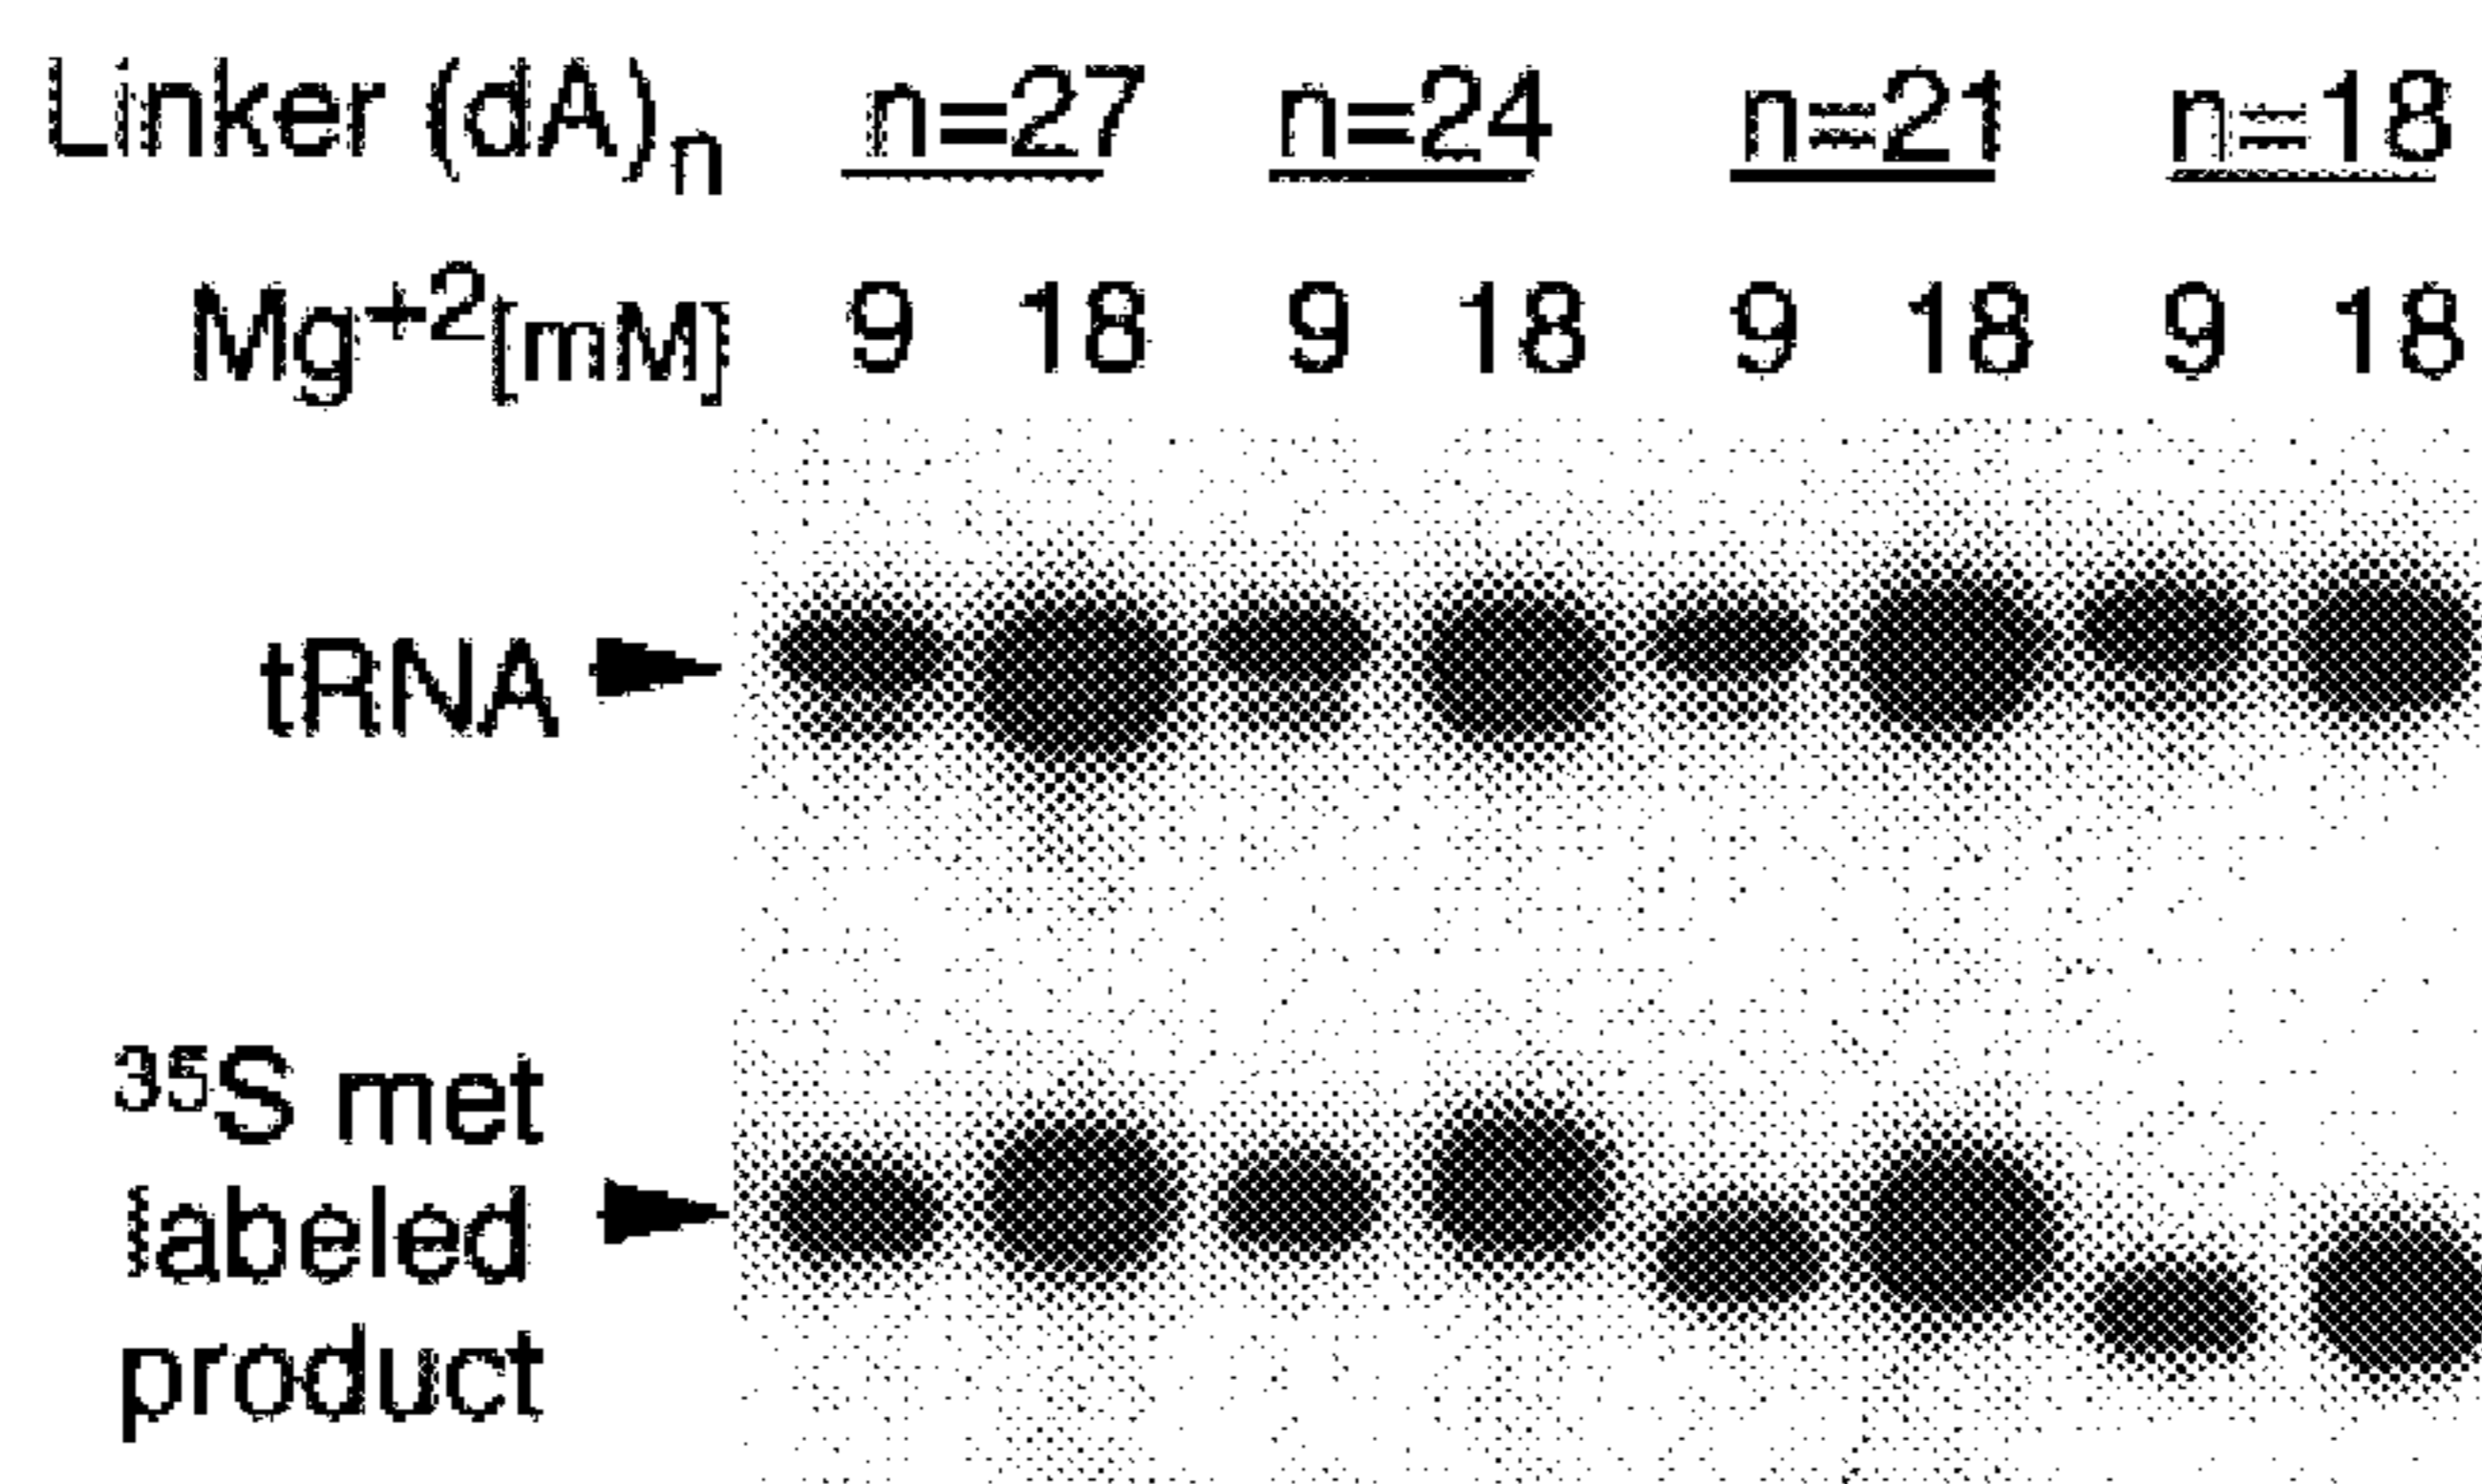 Linker (dA)n n=27 n=24 n=21 n=18
Mg+2[mM] 9 18 9 18 9 18 9 18
tRNA
35S met
labeled
product